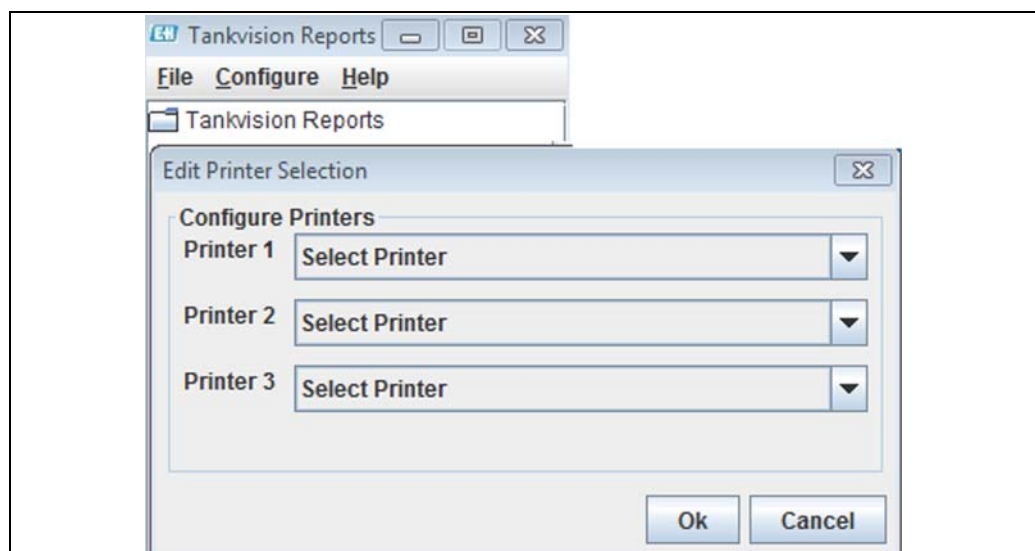 EH Tankvision Reports
File Configure Help
Tankvision Reports
Edit Printer Selection
Configure Printers
Printer 1 Select Printer
Printer 2 Select Printer
Printer 3 Select Printer
Ok Cancel